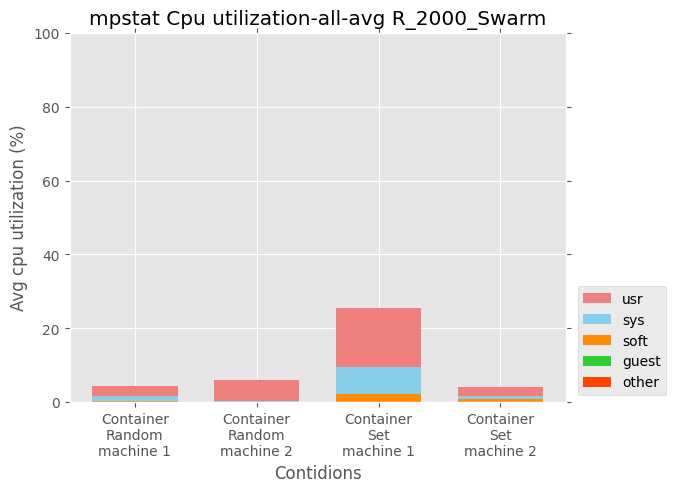 mpstat Cpu utilization-all-avg R_2000_Swarm
100
80
60
40
20
0
Avg cpu utilization (%)
Container
Random
machine 1
Container
Random
machine 2
Container
Set
machine 1
Container
Set
machine 2
Contidions
usr
sys
soft
guest
other